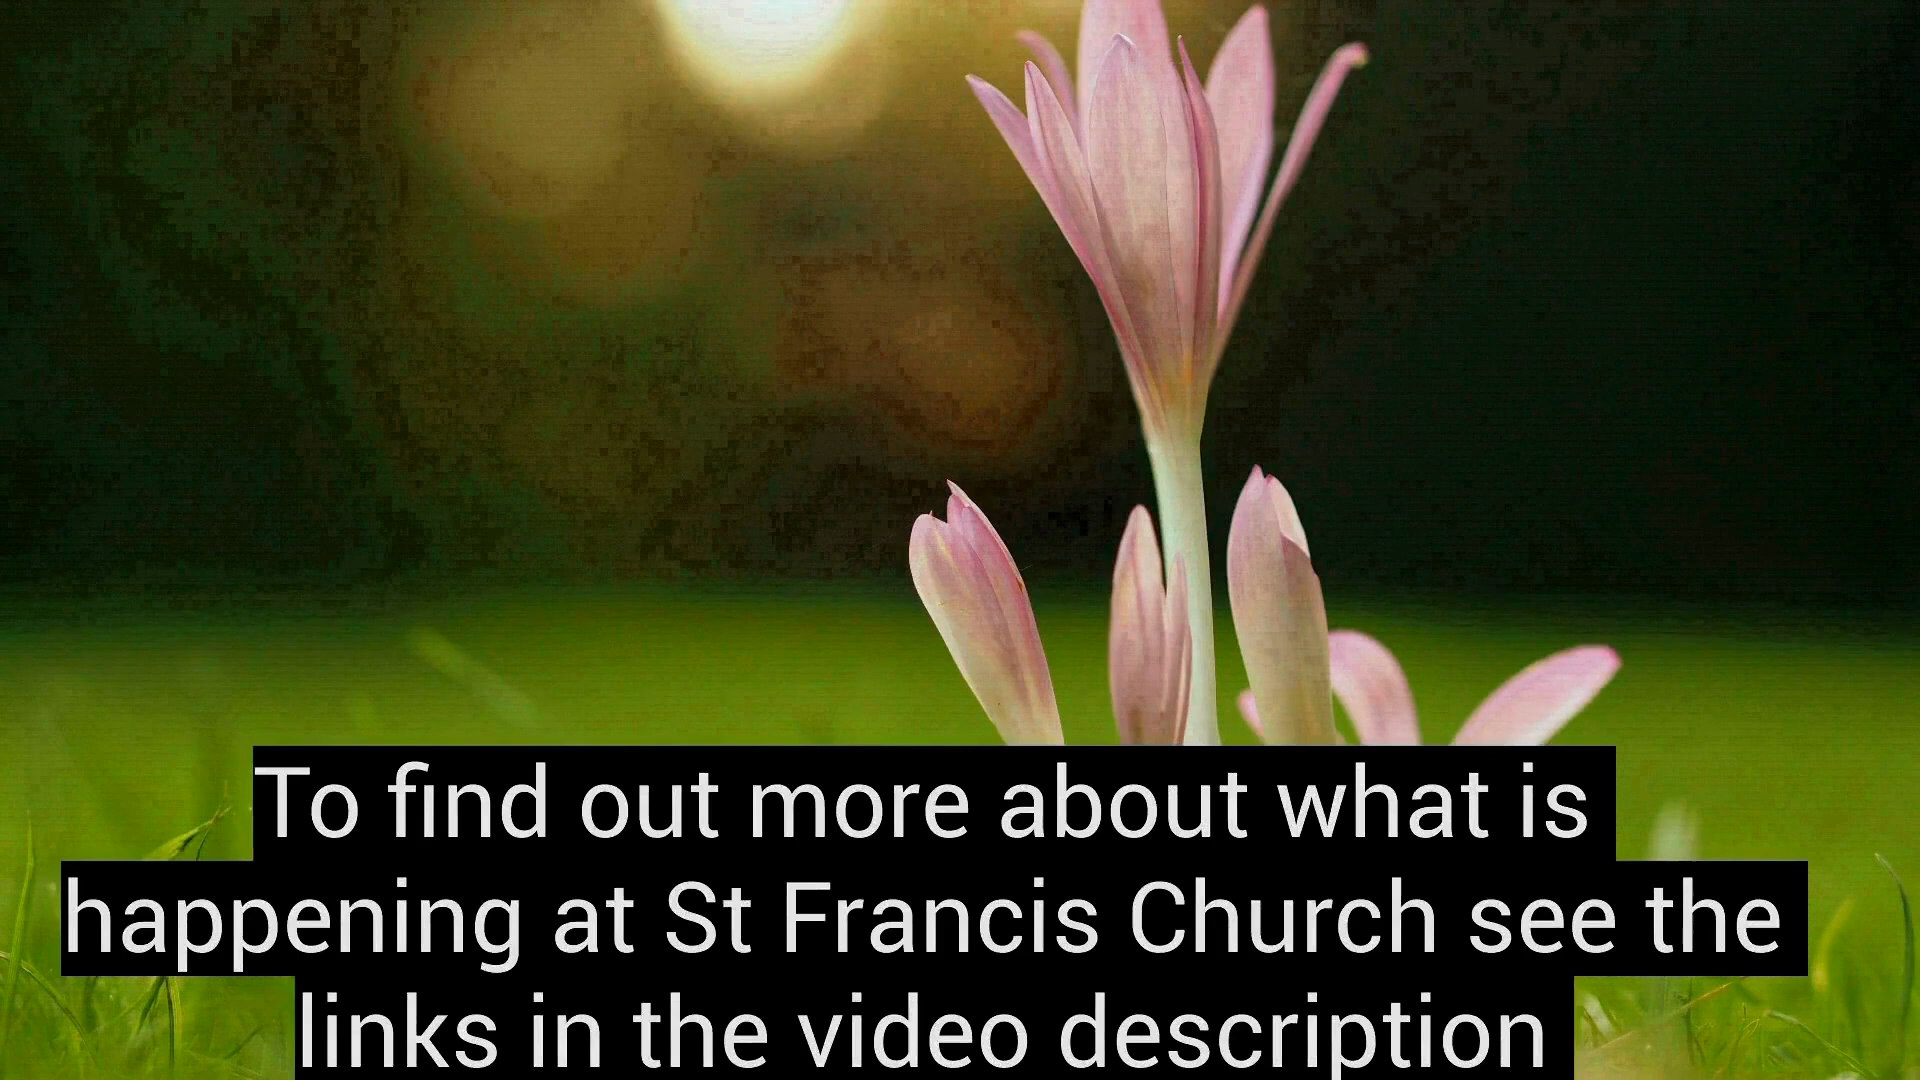 To find out more about what is
happening at St Francis Church see the
links in the video description